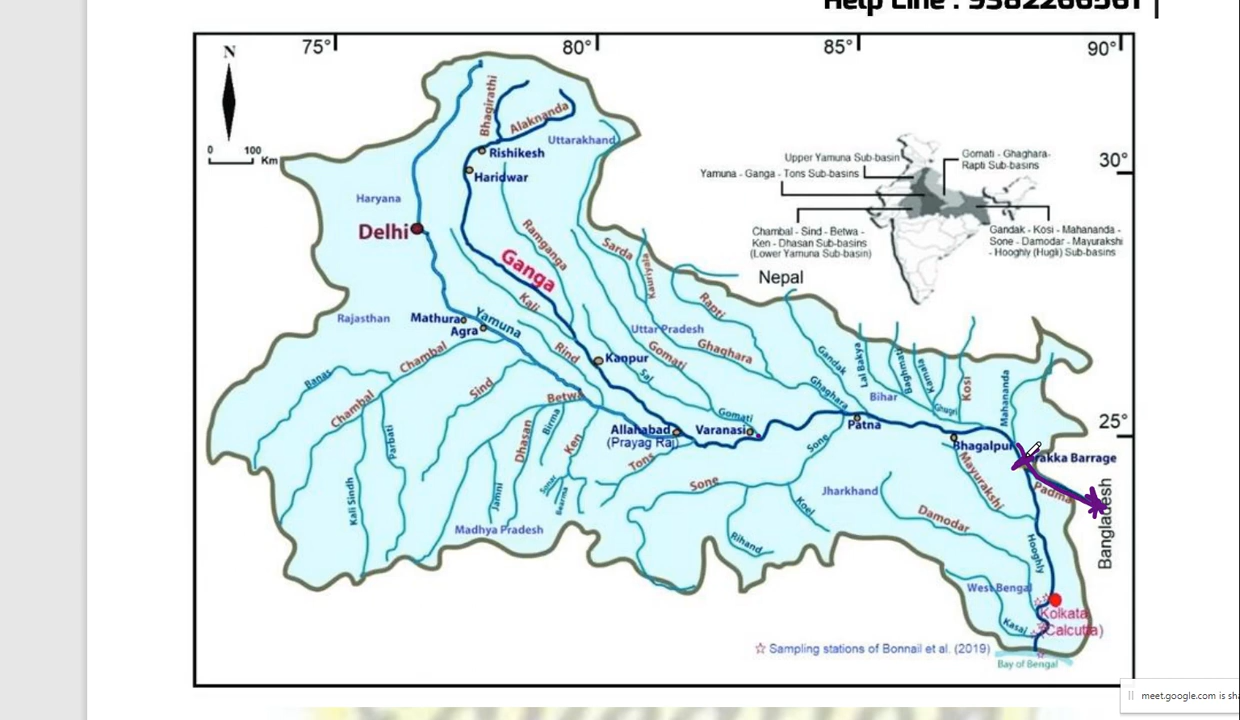 Help Line : 9382266561
75°
80°
85°
90°
N
0 100 Km
Bhagirathi
Alaknanda
Uttarakhand
Rishikesh
Haridwar
Haryana
Delhi
Upper Yamuna Sub-basin
Yamuna - Ganga - Tons Sub-basins
Gomati - Ghaghara-
Rapti Sub-basins
30°
Chambal - Sind - Betwa -
Ken - Dhasan Sub-basins
(Lower Yamuna Sub-basin)
Gandak - Kosi - Mahananda -
Sone - Damodar - Mayurakshi
- Hooghly (Hugli) Sub-basins
Ramganga
Sarda
Kauriyala
Nepal
Ganga
Kali
Rapti
Rajasthan
Mathura
Agra
Yamuna
Uttar Pradesh
Chambal
Rind
Kanpur
Gomati
Ghaghara
Gandak
Lal Bakya
Baghmati
Kamala
Kosi
Mahananda
Banas
Sind
Sai
Ghaghara
Bihar
Ghugri
Chambal
Betwa
Birma
Gomati
25°
Parbati
Dhasan
Ken
Allahabad
(Prayag Raj)
Varanasi
Patna
Sone
Bhagalpur
rakka Barrage
Tons
Mayurakshi
Padma
Bangladesh
Kali Sindh
Jamni
Sonar
Bearma
Sone
Koel
Jharkhand
Damodar
Madhya Pradesh
Rihand
Hooghly
West Bengal
Kasai
Kolkata
(Calcutta)
Sampling stations of Bonnail et al. (2019)
Bay of Bengal
meet.google.com is sha